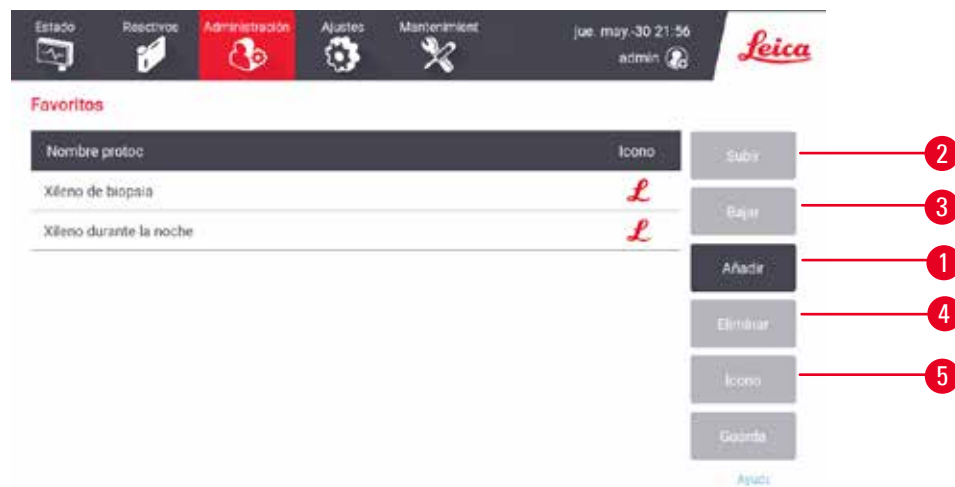 Estado Reactivos Administración Ajustes Mantenimient jue. may.-30 21:56
admin
Leica
Favoritos
Nombre protoc Icono
Xileno de biopsia L
Xileno durante la noche L
Subir 2
Bajar 3
Añadir 1
Eliminar 4
Ícono 5
Guarda
Ayuda